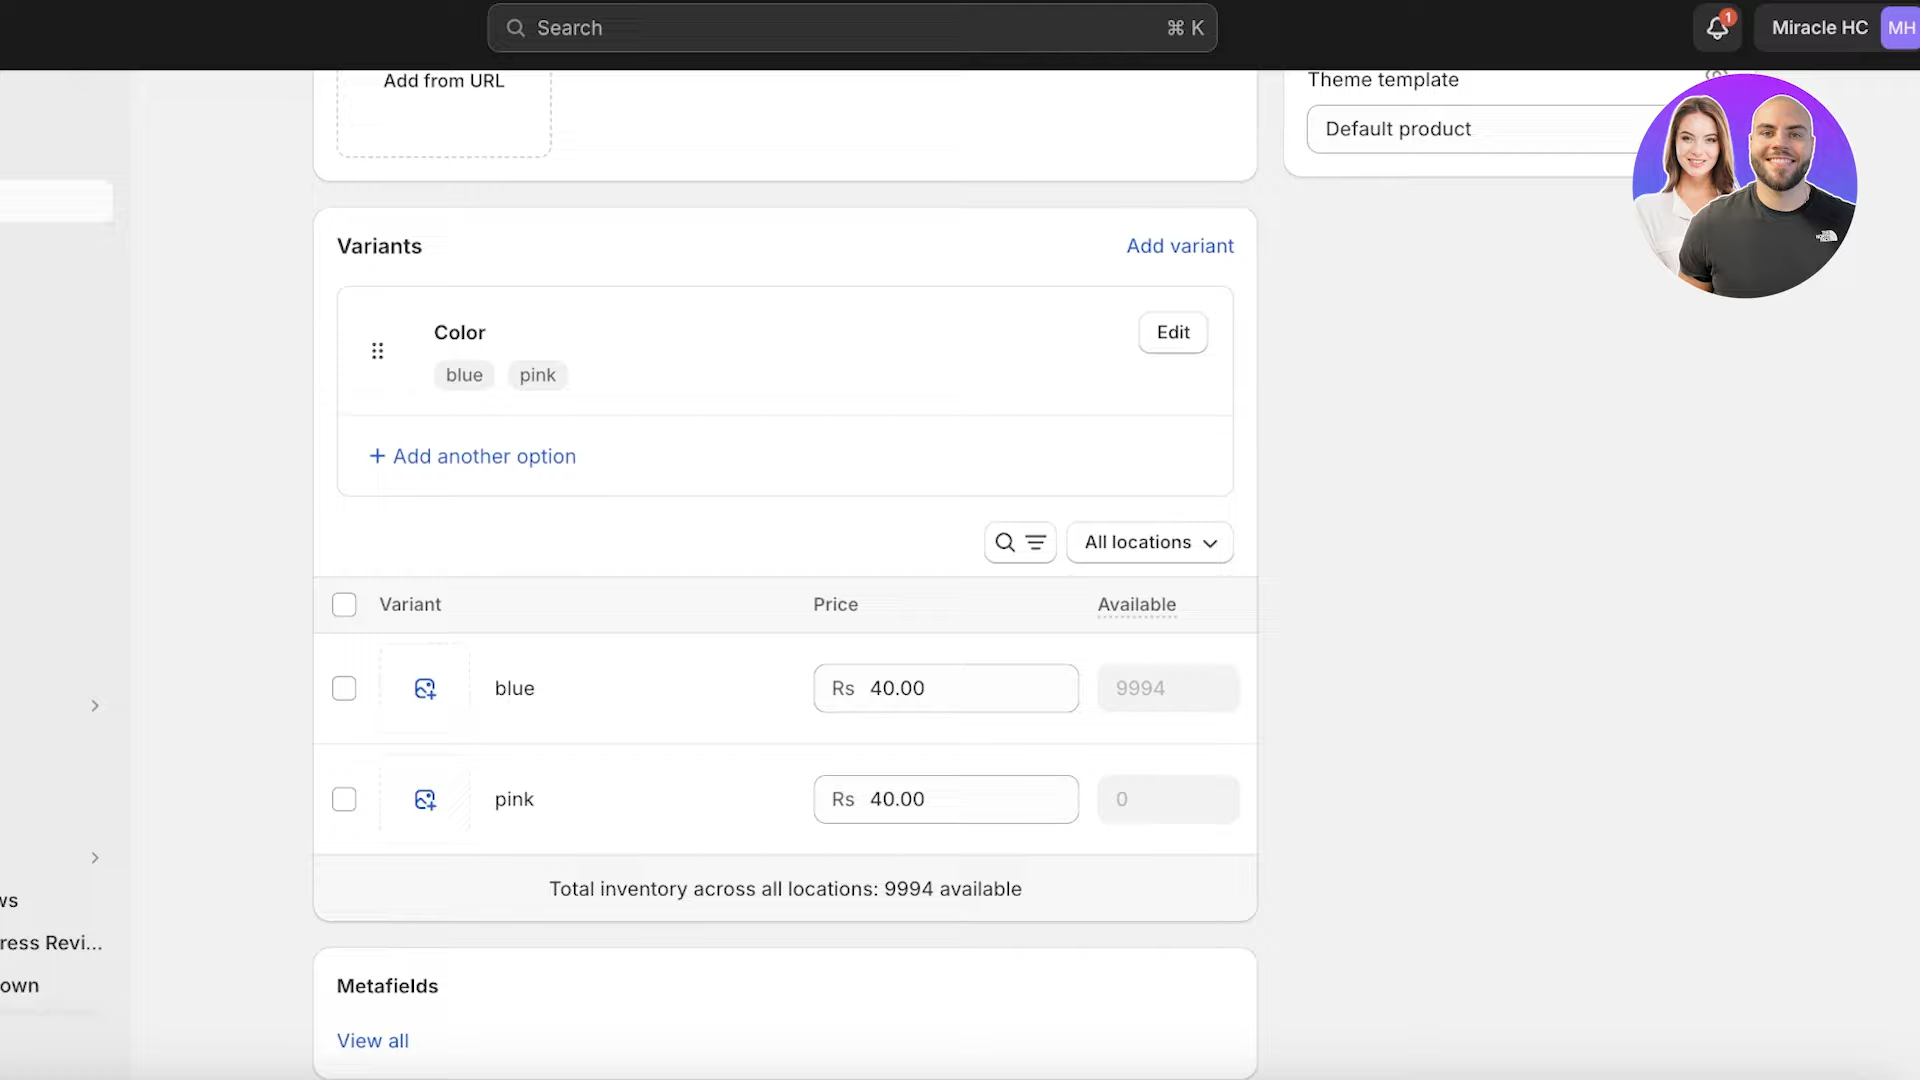 Search
⌘ K
1
Miracle HC
MH
Add from URL
Theme template
Default product
Variants
Add variant
Color
Edit
blue
pink
+ Add another option
All locations
Variant
Price
Available
blue
Rs 40.00
9994
pink
Rs 40.00
0
Total inventory across all locations: 9994 available
ws
ress Revi...
own
Metafields
View all